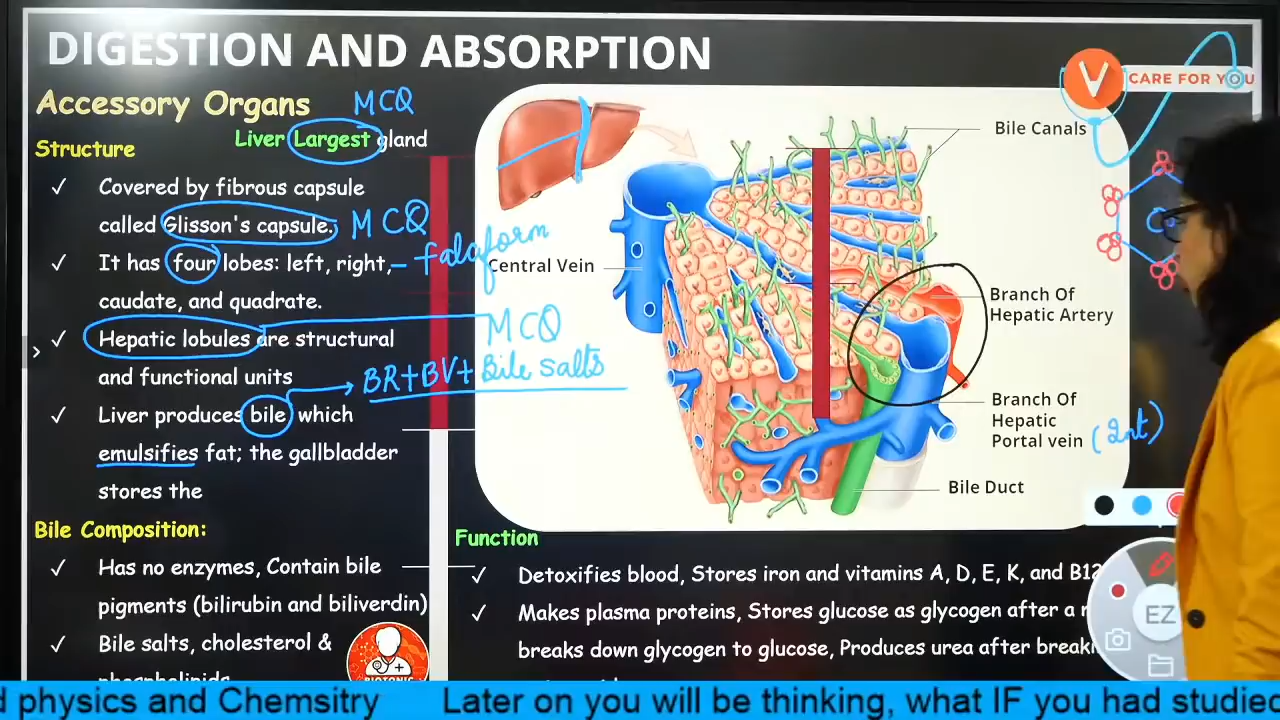 DIGESTION AND ABSORPTION
Accessory Organs
MCQ
Liver Largest gland
Structure
✓ Covered by fibrous capsule
called Glisson's capsule.
MCQ
✓ It has four lobes: left, right,
– falaform
caudate, and quadrate.
✓ Hepatic lobules are structural
MCQ
and functional units
BR+BV+Bile salts
✓ Liver produces bile which
emulsifies fat; the gallbladder
stores the
Bile Composition:
✓ Has no enzymes, Contain bile
pigments (bilirubin and biliverdin)
✓ Bile salts, cholesterol &
phospholipids
Bile Canals
Central Vein
Branch Of
Hepatic Artery
Branch Of
Hepatic
Portal vein
(Int)
Bile Duct
Function
✓ Detoxifies blood, Stores iron and vitamins A, D, E, K, and B12
✓ Makes plasma proteins, Stores glucose as glycogen after a
breaks down glycogen to glucose, Produces urea after
V
CARE FOR YOU
EZ
BIOTONIC
d physics and Chemsitry Later on you will be thinking, what IF you had studied